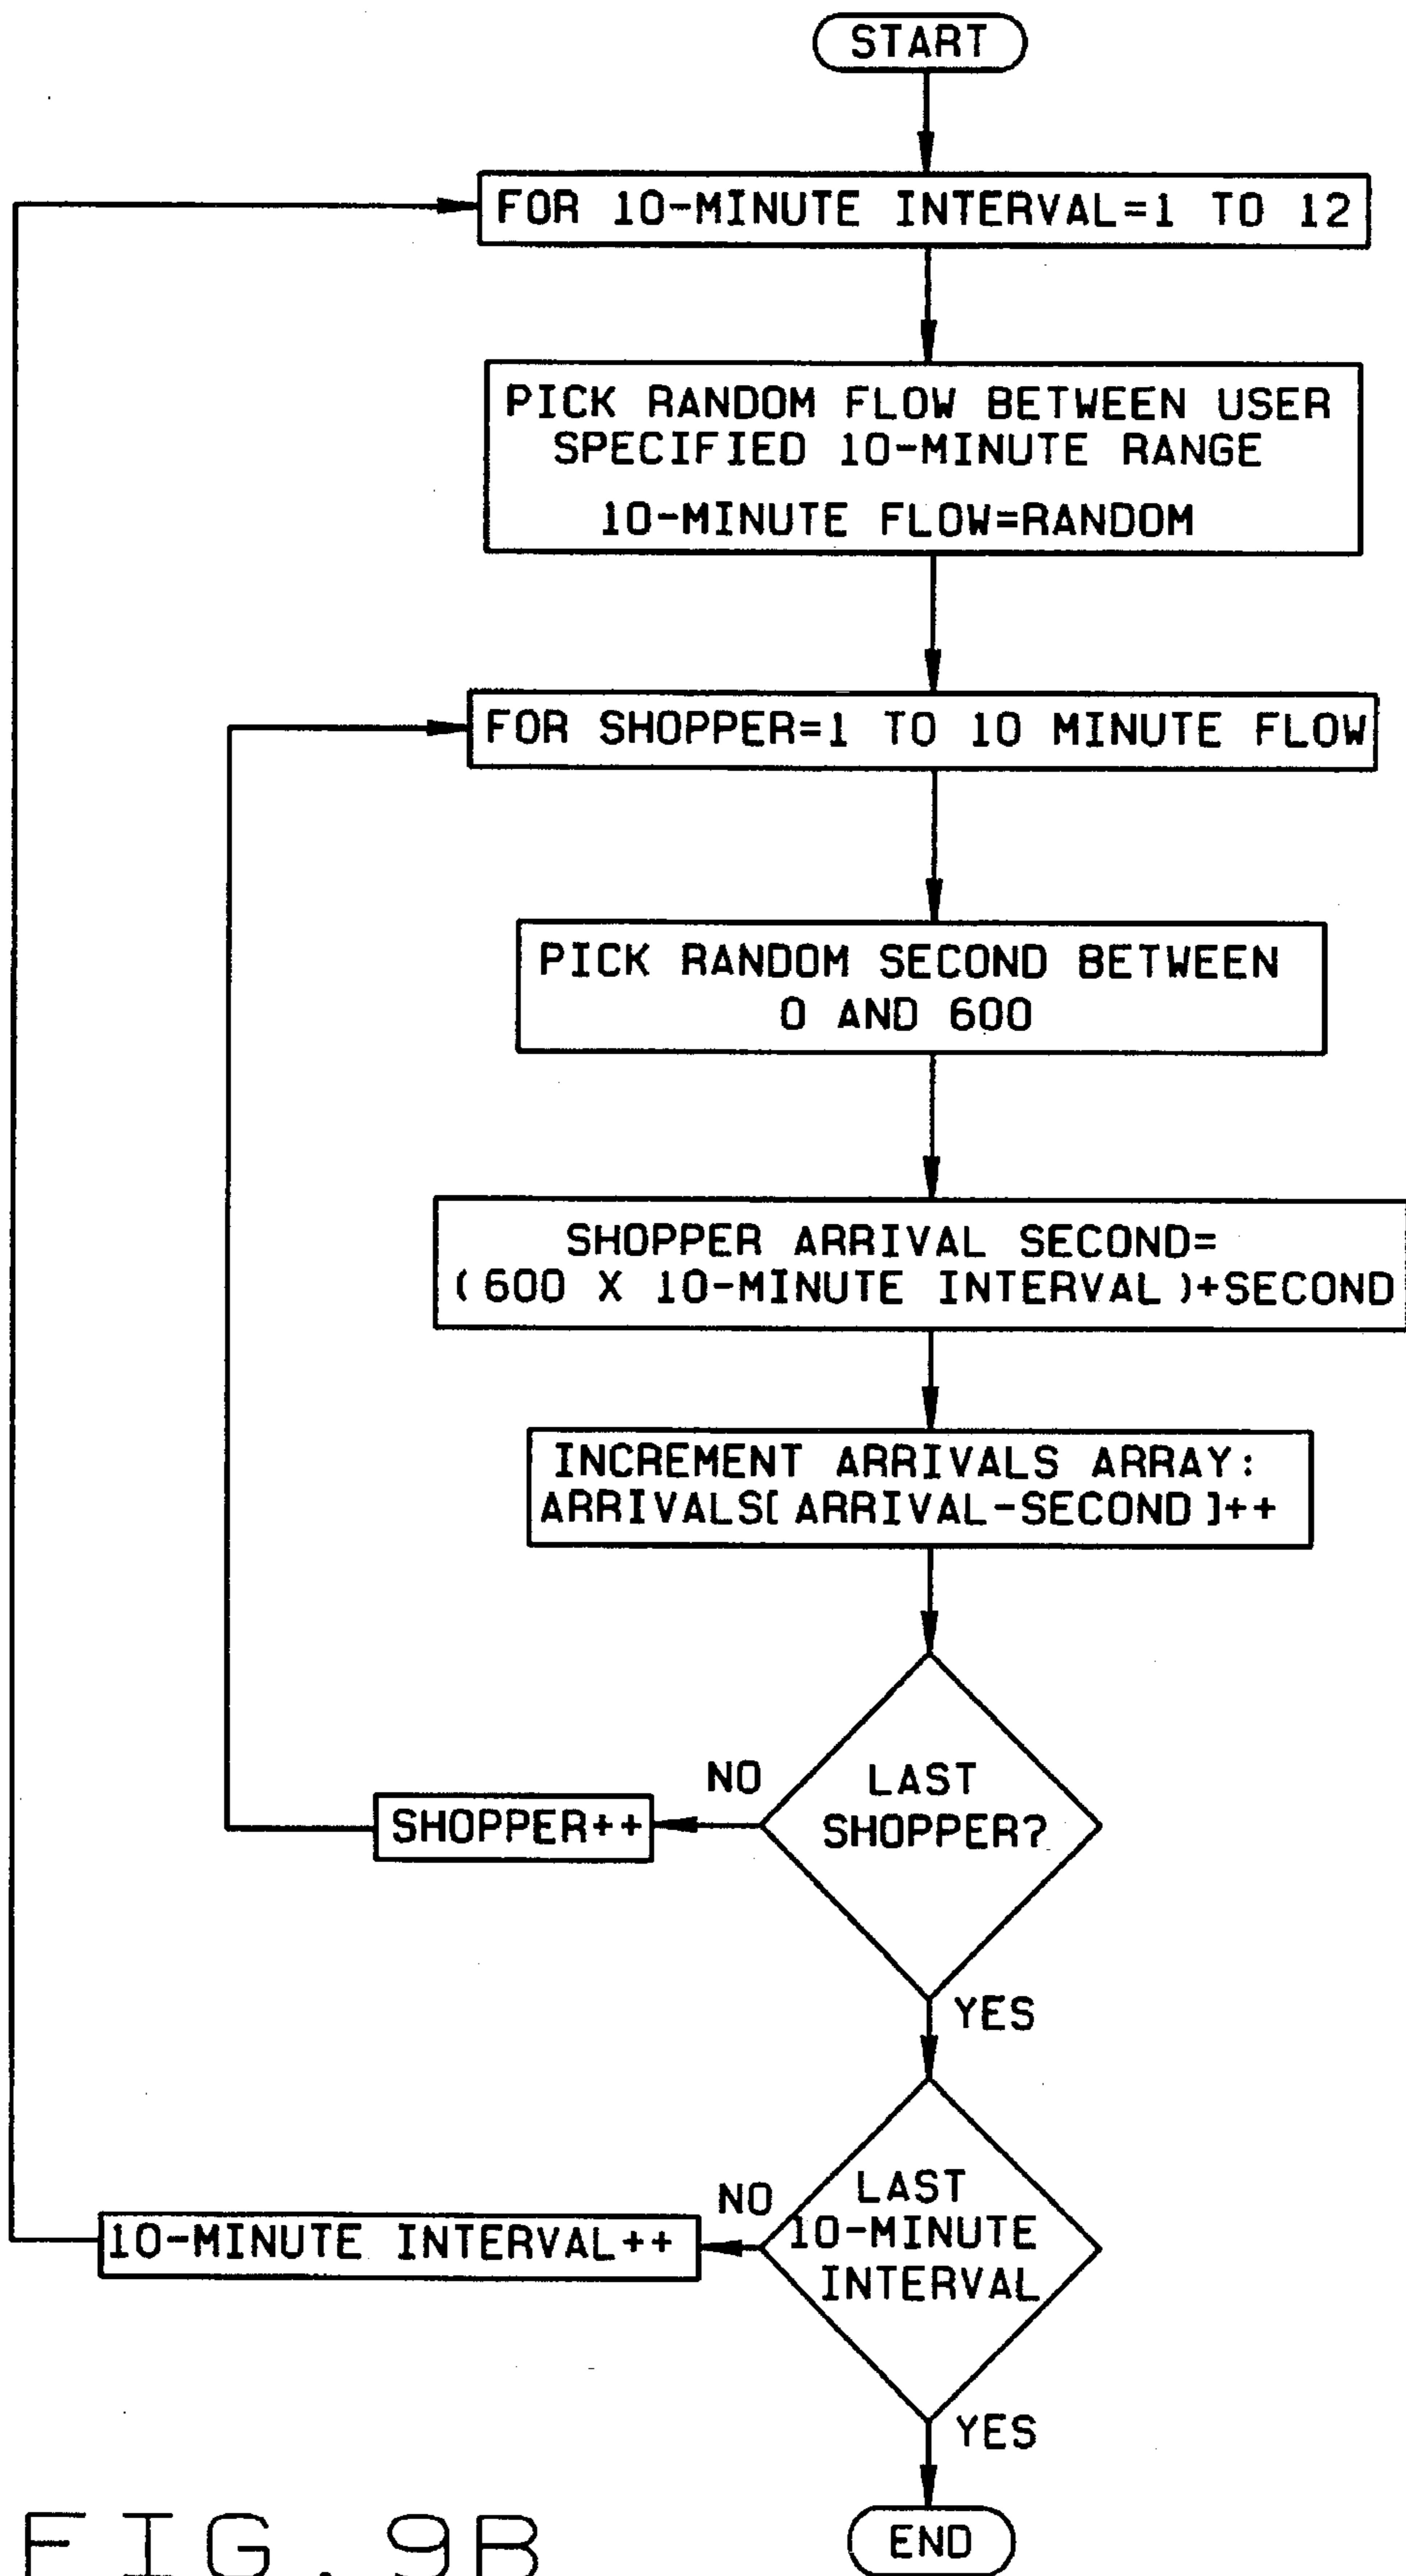 START
FOR 10-MINUTE INTERVAL=1 TO 12
PICK RANDOM FLOW BETWEEN USER
SPECIFIED 10-MINUTE RANGE
10-MINUTE FLOW=RANDOM
FOR SHOPPER=1 TO 10 MINUTE FLOW
PICK RANDOM SECOND BETWEEN
0 AND 600
SHOPPER ARRIVAL SECOND=
(600 X 10-MINUTE INTERVAL)+SECOND
INCREMENT ARRIVALS ARRAY:
ARRIVALS[ARRIVAL-SECOND]++
NO
LAST
SHOPPER?
SHOPPER++
YES
NO
LAST
10-MINUTE
INTERVAL
10-MINUTE INTERVAL++
YES
END
FIG. 9B